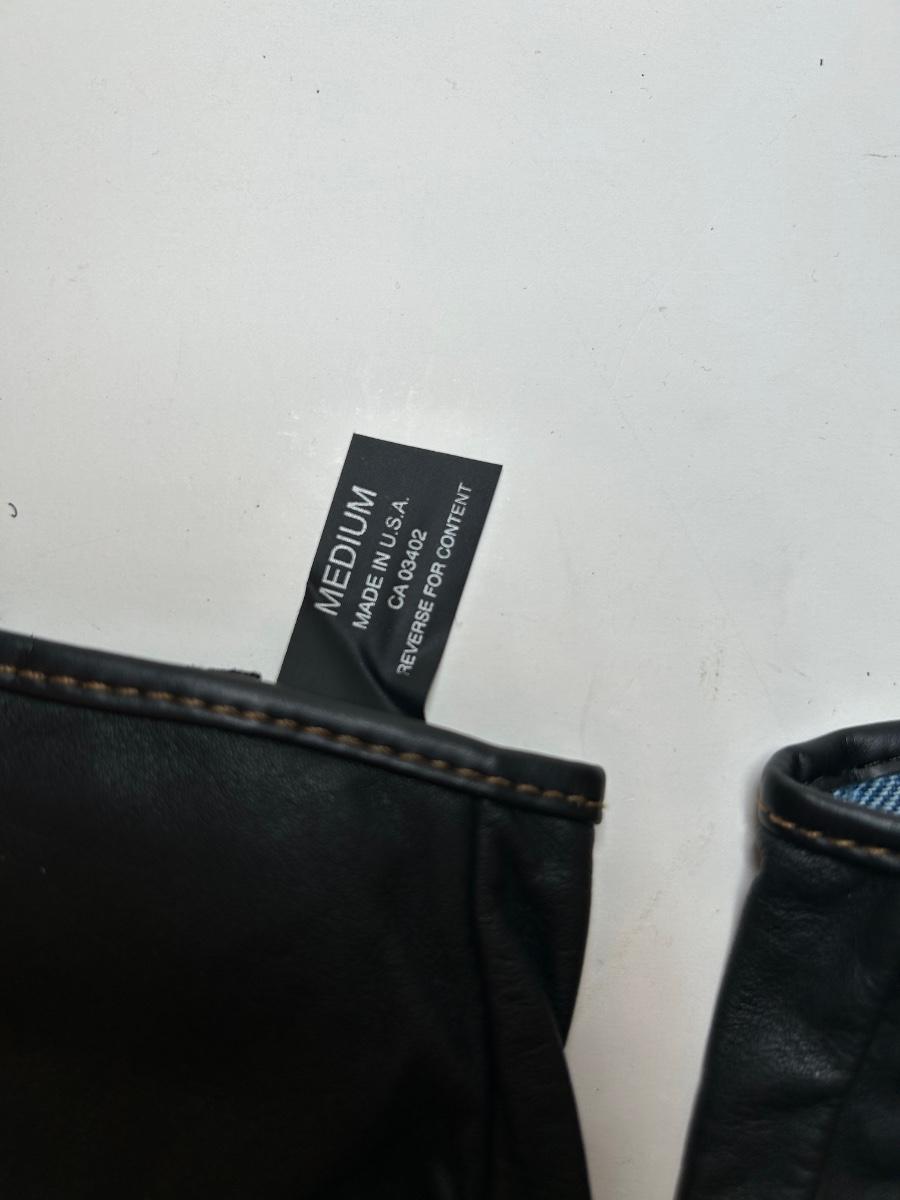 MEDIUM
MADE IN U.S.A.
CA 03402
REVERSE FOR CONTENT